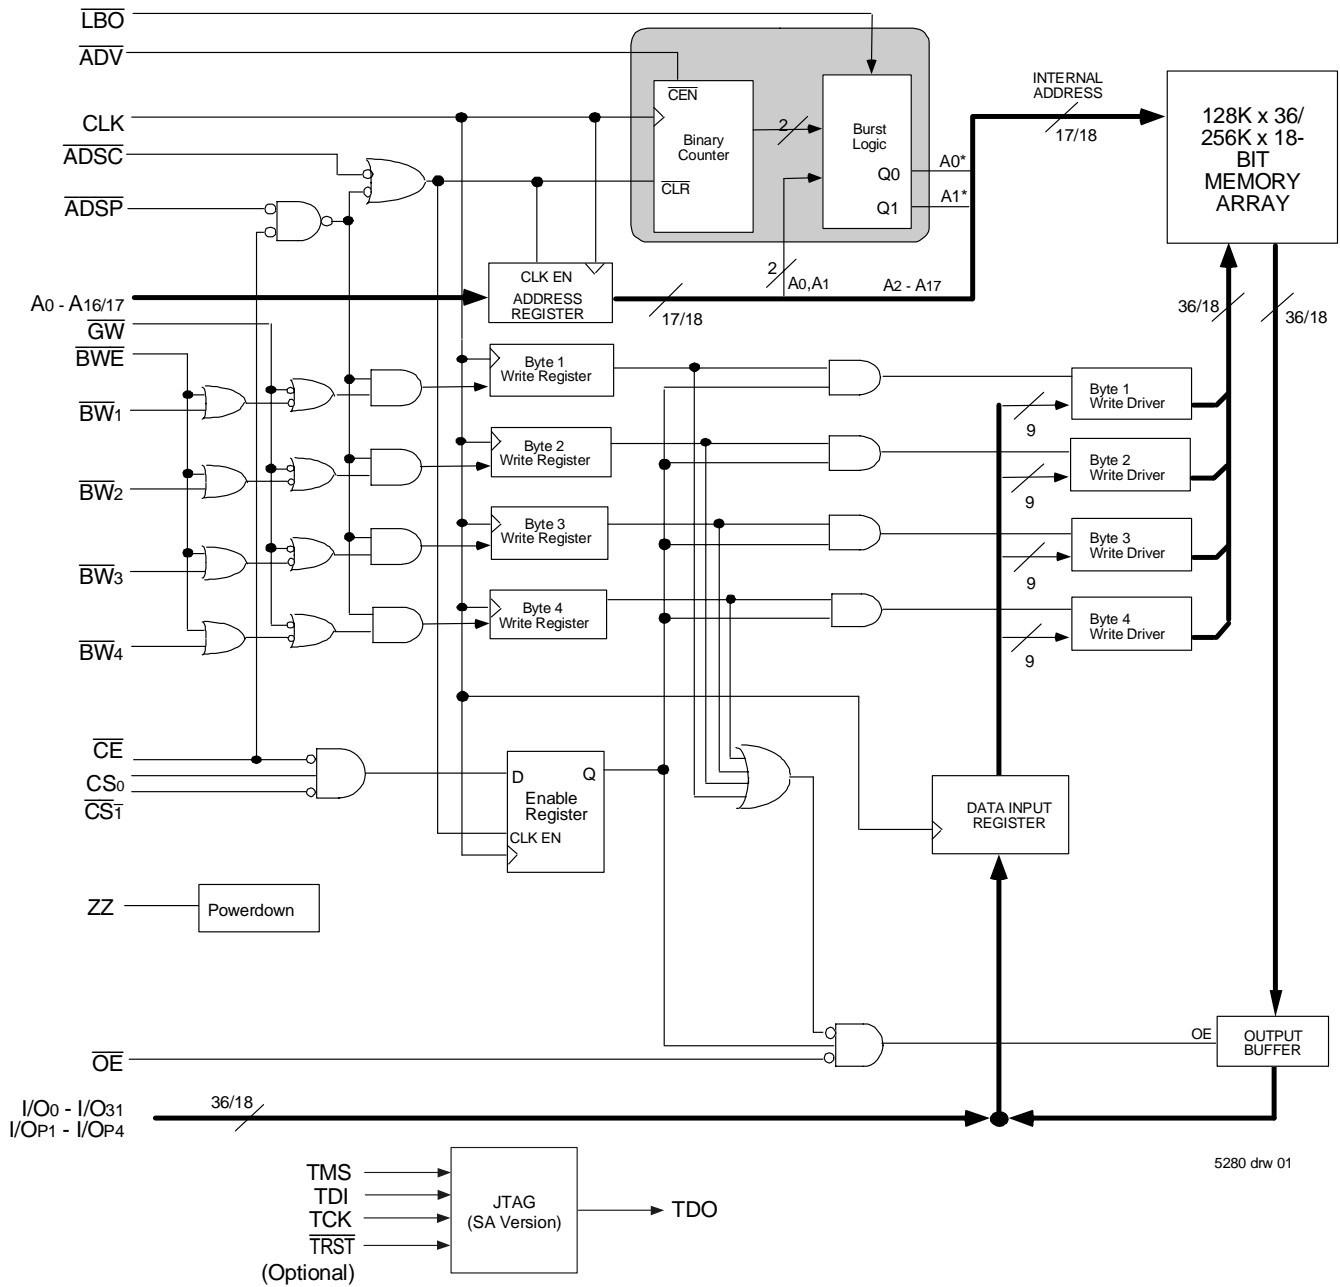 LBO
ADV
CLK
ADSC
ADSP
A0 - A16/17
GW
BWE
BW1
BW2
BW3
BW4
CE
CS0
CS1
ZZ
Powerdown
OE
I/O0 - I/O31
I/OP1 - I/OP4
36/18
CEN
Binary
Counter
CLR
2
Burst
Logic
Q0
Q1
A0*
A1*
INTERNAL
ADDRESS
17/18
128K x 36/
256K x 18-
BIT
MEMORY
ARRAY
CLK EN
ADDRESS
REGISTER
17/18
2
A0,A1
A2 - A17
36/18
36/18
Byte 1
Write Register
Byte 2
Write Register
Byte 3
Write Register
Byte 4
Write Register
9
Byte 1
Write Driver
9
Byte 2
Write Driver
9
Byte 3
Write Driver
9
Byte 4
Write Driver
D
Q
Enable
Register
CLK EN
DATA INPUT
REGISTER
OE
OUTPUT
BUFFER
5280 drw 01
TMS
TDI
TCK
TRST
(Optional)
JTAG
(SA Version)
TDO